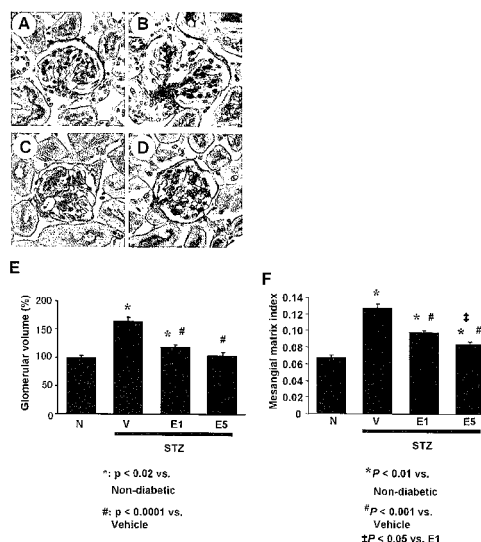 A B
C D
E
Glomerular volume (%)
200
150
100
50
0
* * # #
N V E1 E5
STZ
*: p < 0.02 vs.
Non-diabetic
#: p < 0.0001 vs.
Vehicle
F
Mesangial matrix index
0.14
0.12
0.10
0.08
0.06
0.04
0.02
0.00
* * # ‡ * #
N V E1 E5
STZ
*P < 0.01 vs.
Non-diabetic
#P < 0.001 vs.
Vehicle
‡P < 0.05 vs. E1